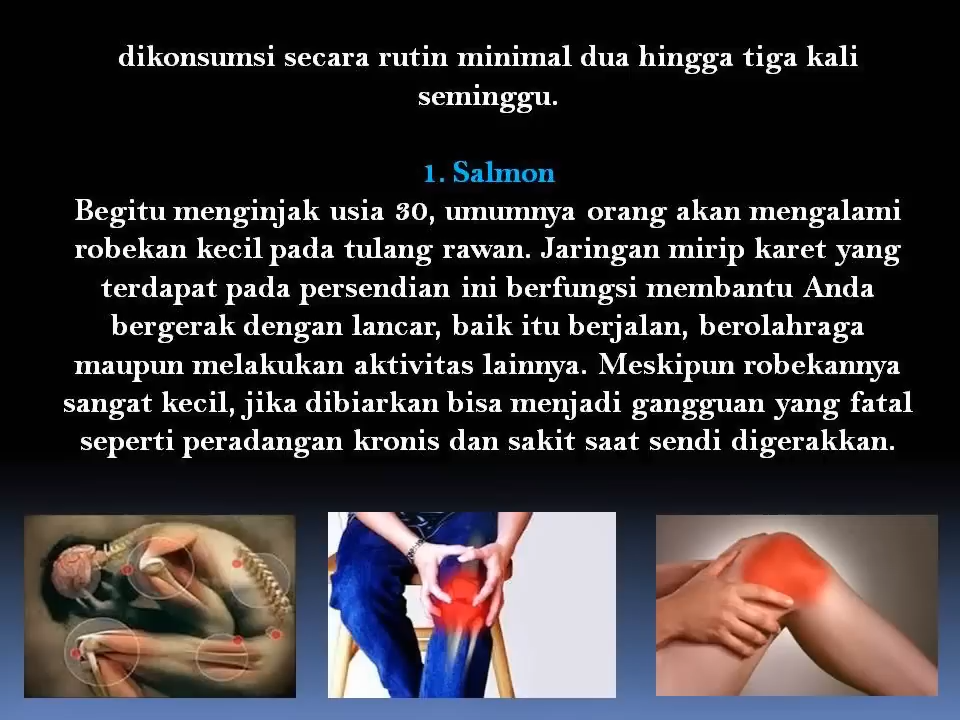 dikonsumsi secara rutin minimal dua hingga tiga kali
seminggu.
1. Salmon
Begitu menginjak usia 30, umumnya orang akan mengalami
robekan kecil pada tulang rawan. Jaringan mirip karet yang
terdapat pada persendian ini berfungsi membantu Anda
bergerak dengan lancar, baik itu berjalan, berolahraga
maupun melakukan aktivitas lainnya. Meskipun robekannya
sangat kecil, jika dibiarkan bisa menjadi gangguan yang fatal
seperti peradangan kronis dan sakit saat sendi digerakkan.